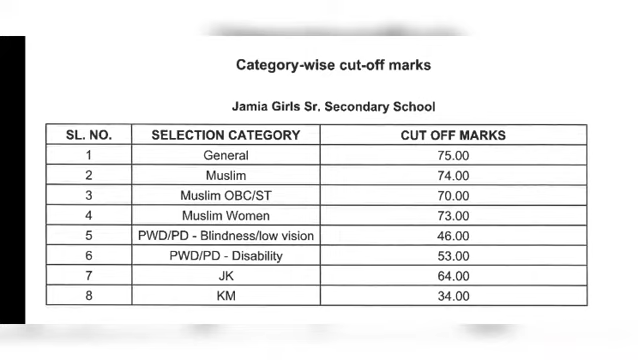 Category-wise cut-off marks
Jamia Girls Sr. Secondary School
SL. NO. SELECTION CATEGORY CUT OFF MARKS
1 General 75.00
2 Muslim 74.00
3 Muslim OBC/ST 70.00
4 Muslim Women 73.00
5 PWD/PD - Blindness/low vision 46.00
6 PWD/PD - Disability 53.00
7 JK 64.00
8 KM 34.00